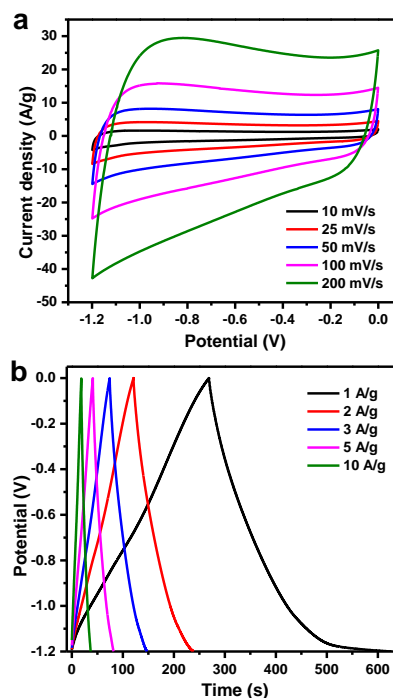 a
30
20
10
0
-10
-20
-30
-40
-50
Current density (A/g)
10 mV/s
25 mV/s
50 mV/s
100 mV/s
200 mV/s
-1.2 -1.0 -0.8 -0.6 -0.4 -0.2 0.0
Potential (V)
b
0.0
-0.2
-0.4
-0.6
-0.8
-1.0
-1.2
Potential (V)
1 A/g
2 A/g
3 A/g
5 A/g
10 A/g
0 100 200 300 400 500 600
Time (s)